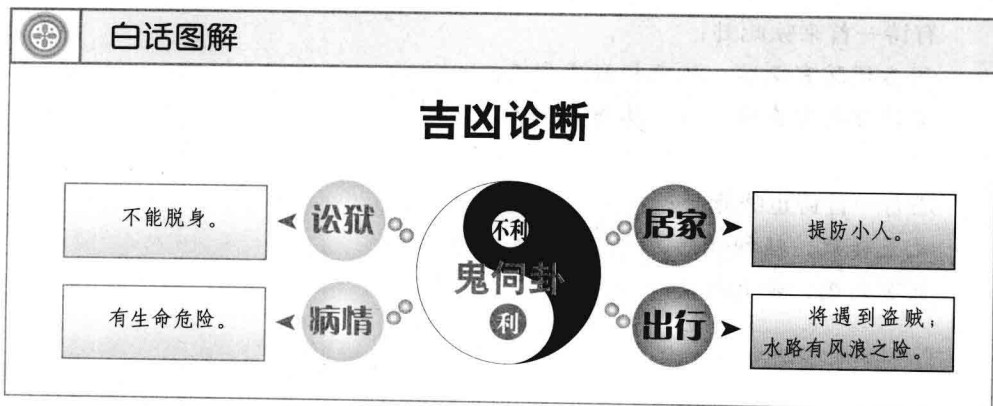 白话图解
吉凶论断
不能脱身。
讼狱
不利
居家
提防小人。
鬼伺卦
有生命危险。
病情
利
出行
将遇到盗贼；
水路有风浪之险。